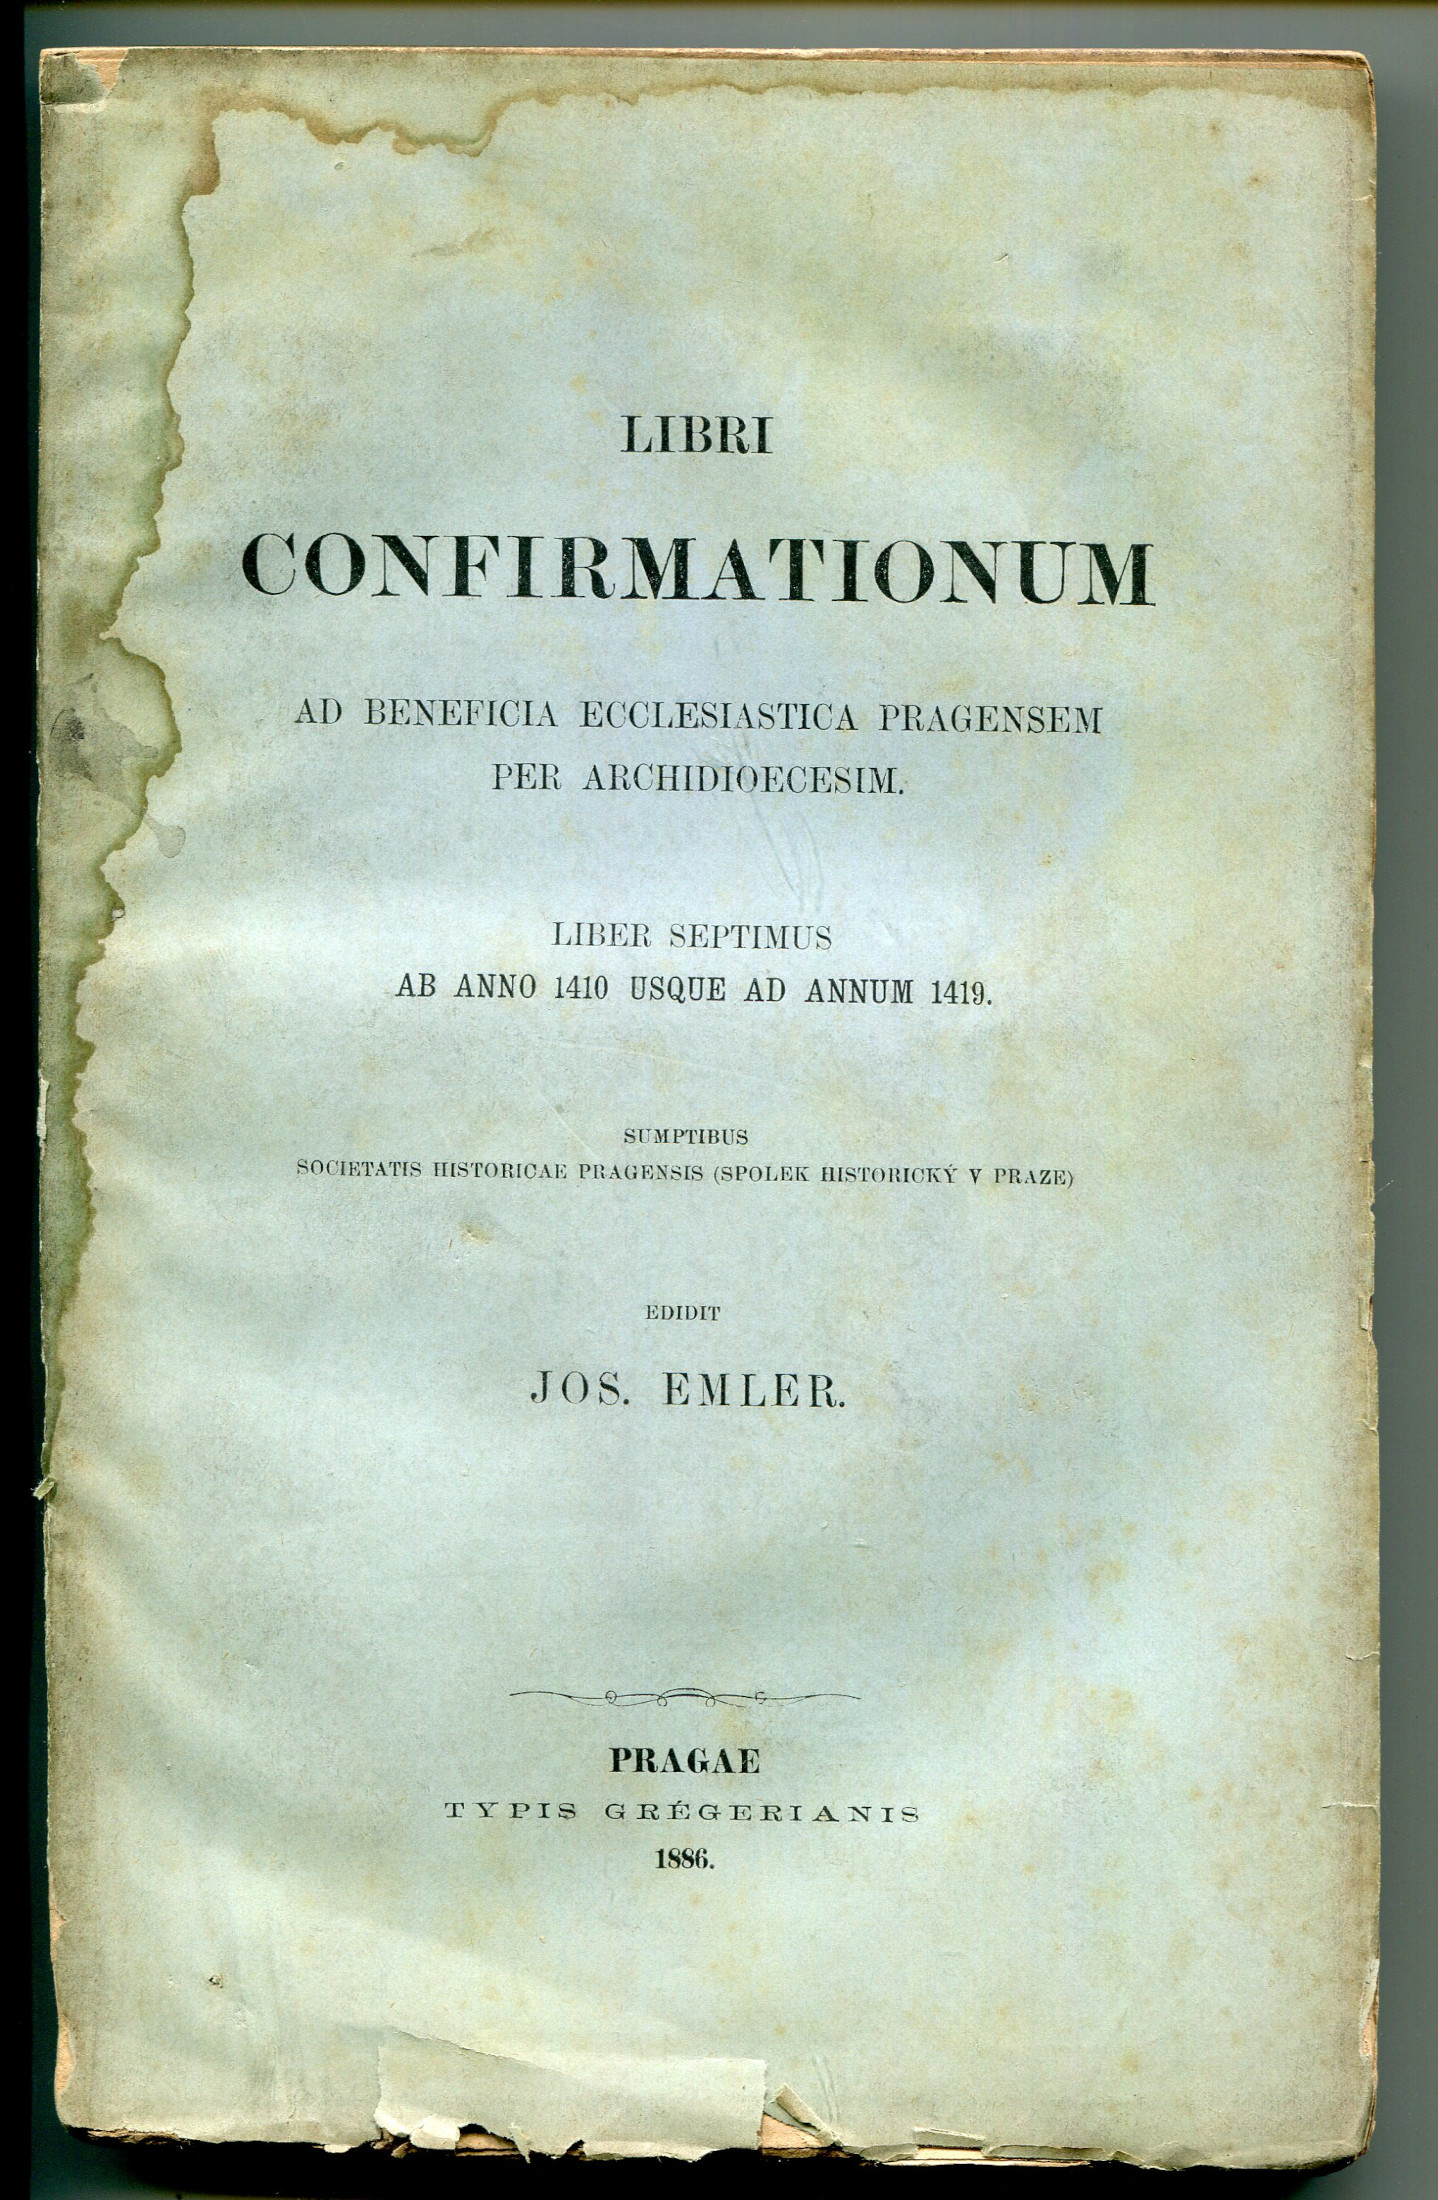 LIBRI
CONFIRMATIONUM
AD BENEFICIA ECCLESIASTICA PRAGENSEM
PER ARCHIDIOECESIM.
LIBER SEPTIMUS
AB ANNO 1410 USQUE AD ANNUM 1419.
SUMPTIBUS
SOCIETATIS HISTORICAE PRAGENSIS (SPOLEK HISTORICKÝ V PRAZE)
EDIDIT
JOS. EMLER.
PRAGAE
TYPIS GRÉGERIANIS
1886.